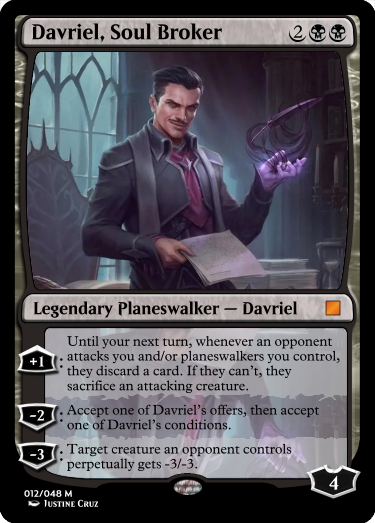 Davriel, Soul Broker 2
Legendary Planeswalker — Davriel
+1: Until your next turn, whenever an opponent
attacks you and/or planeswalkers you control,
they discard a card. If they can't, they
sacrifice an attacking creature.
-2: Accept one of Davriel's offers, then accept
one of Davriel's conditions.
-3: Target creature an opponent controls
perpetually gets -3/-3.
4
012/048 M
Justine Cruz